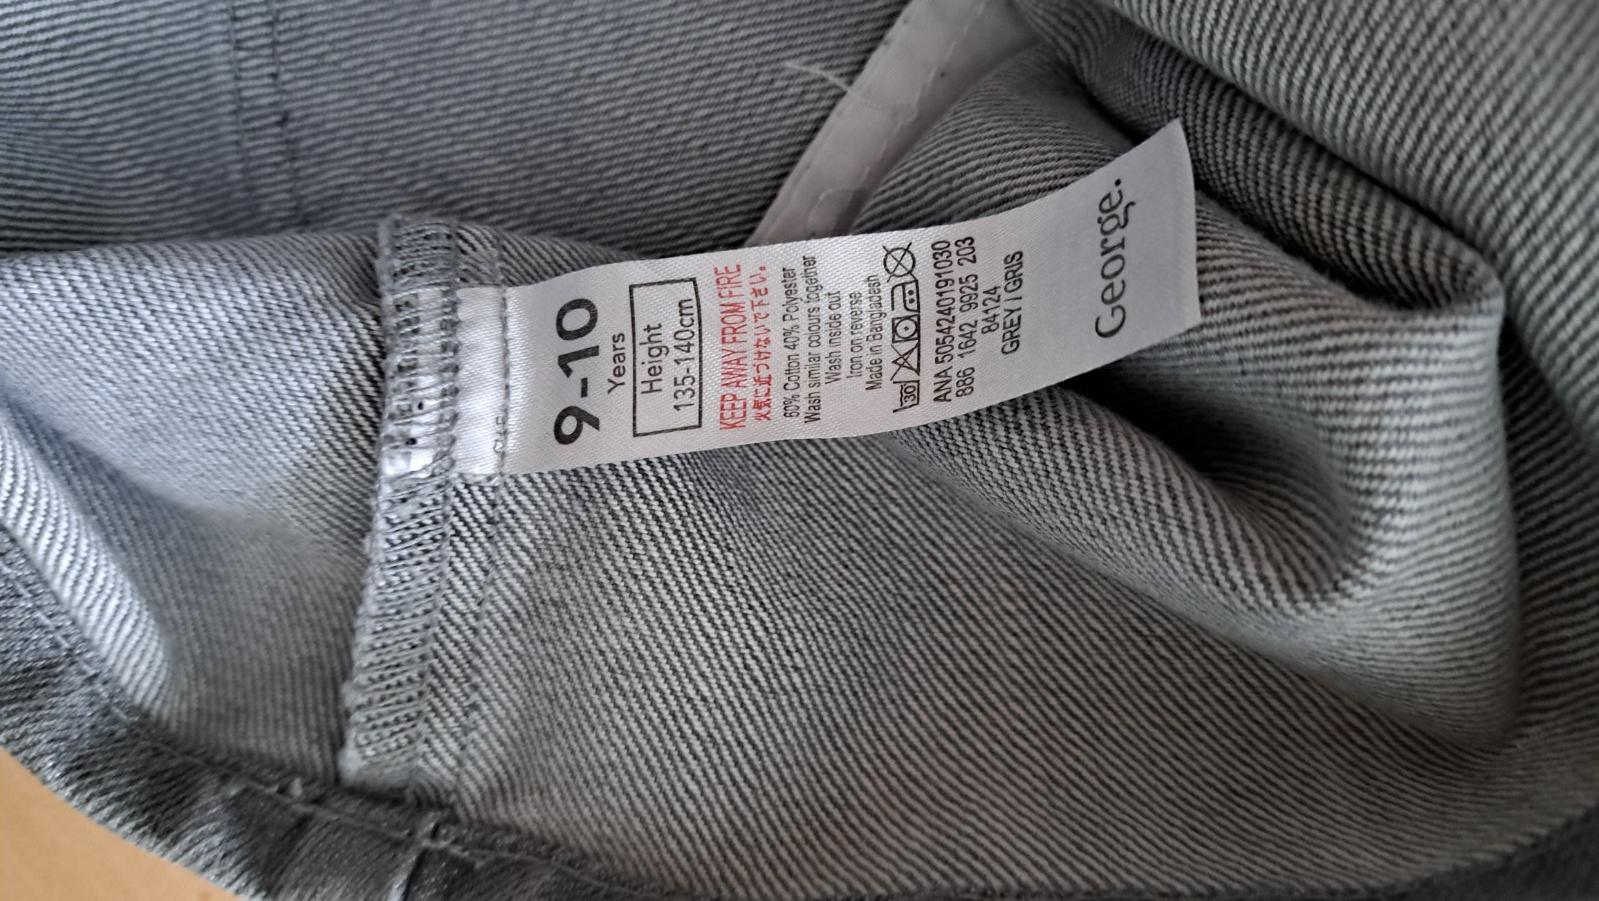 9-10
Years
Height
135-140cm
KEEP AWAY FROM FIRE
火気に近づけないで下さい。
60% Cotton 40% Polyester
Wash similar colours together
Wash inside out
Iron on reverse
Made in Bangladesh
30
ANA 5054240191030
886 1642 9925 203
84124
GREY / GRIS
George.